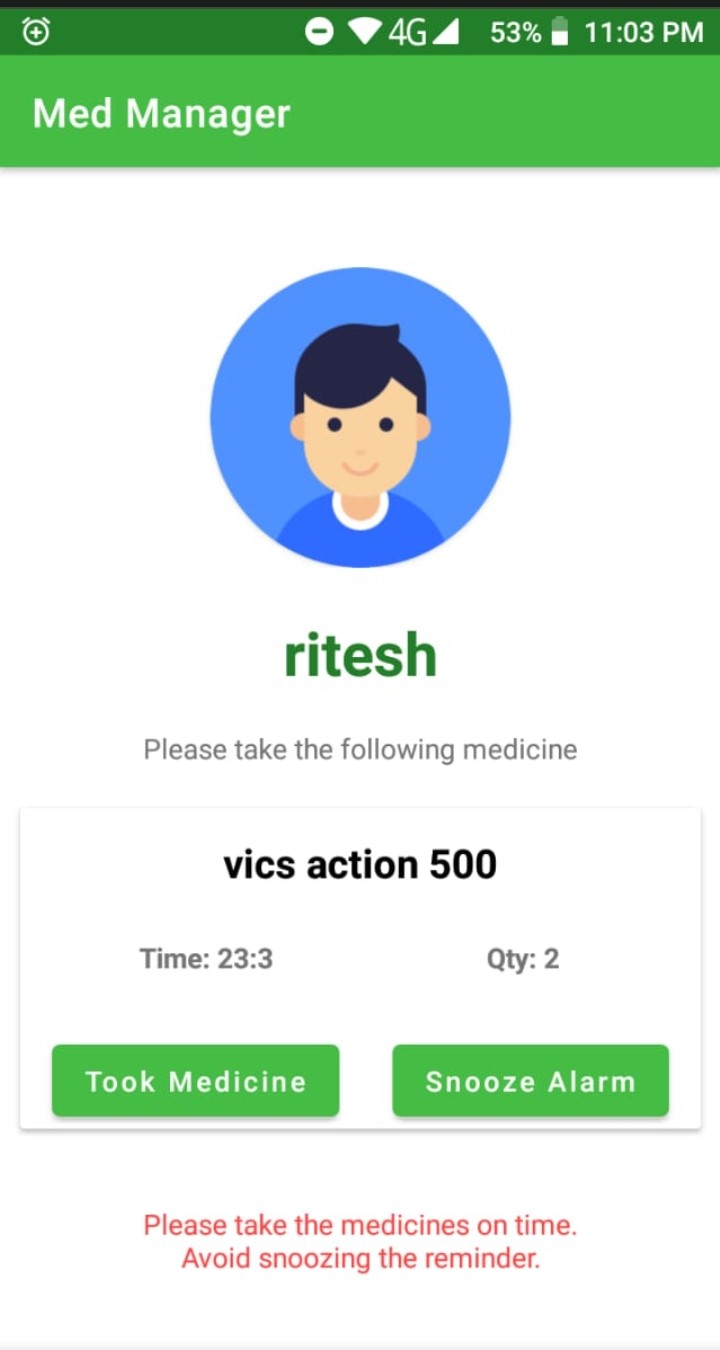 4G 53% 11:03 PM
Med Manager
ritesh
Please take the following medicine
vics action 500
Time: 23:3 Qty: 2
Took Medicine Snooze Alarm
Please take the medicines on time.
Avoid snoozing the reminder.